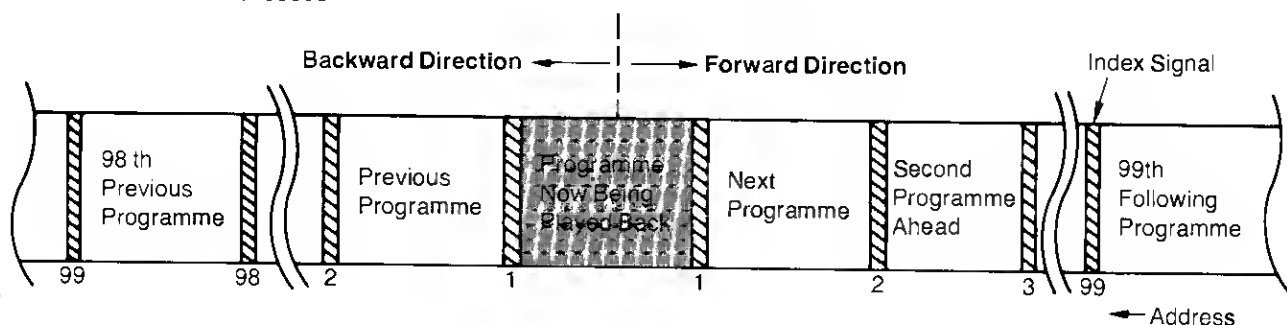 Backward Direction
Forward Direction
Index Signal
98 th
Previous
Programme
Previous
Programme
Programme
Now Being
Played Back
Next
Programme
Second
Programme
Ahead
99th
Following
Programme
99
98
2
1
1
2
3
99
Address